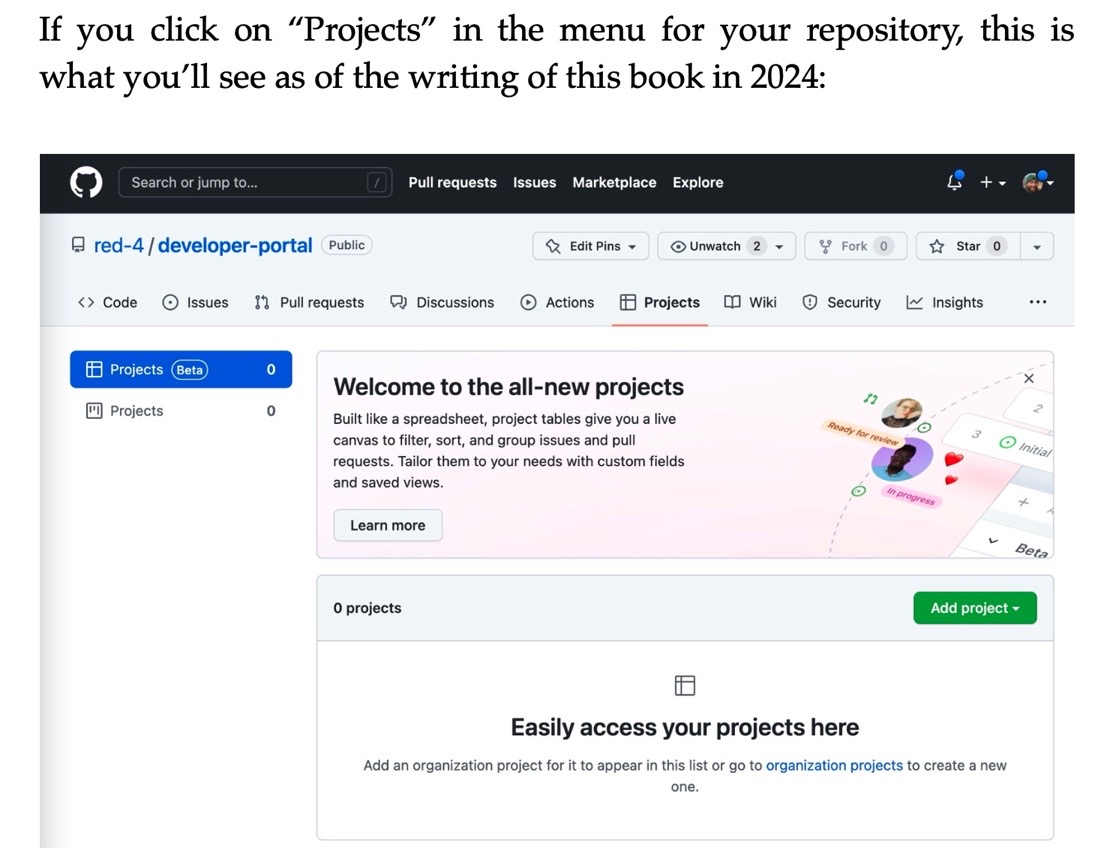 If you click on “Projects” in the menu for your repository, this is
what you’ll see as of the writing of this book in 2024:
Search or jump to... /
Pull requests Issues Marketplace Explore
red-4 / developer-portal Public
Edit Pins Unwatch 2 Fork 0 Star 0
Code Issues Pull requests Discussions Actions Projects Wiki Security Insights
Projects Beta 0
Projects 0
Welcome to the all-new projects
Built like a spreadsheet, project tables give you a live
canvas to filter, sort, and group issues and pull
requests. Tailor them to your needs with custom fields
and saved views.
Learn more
Ready for review
In progress
2
3 Initial
Beta
0 projects
Add project
Easily access your projects here
Add an organization project for it to appear in this list or go to organization projects to create a new
one.